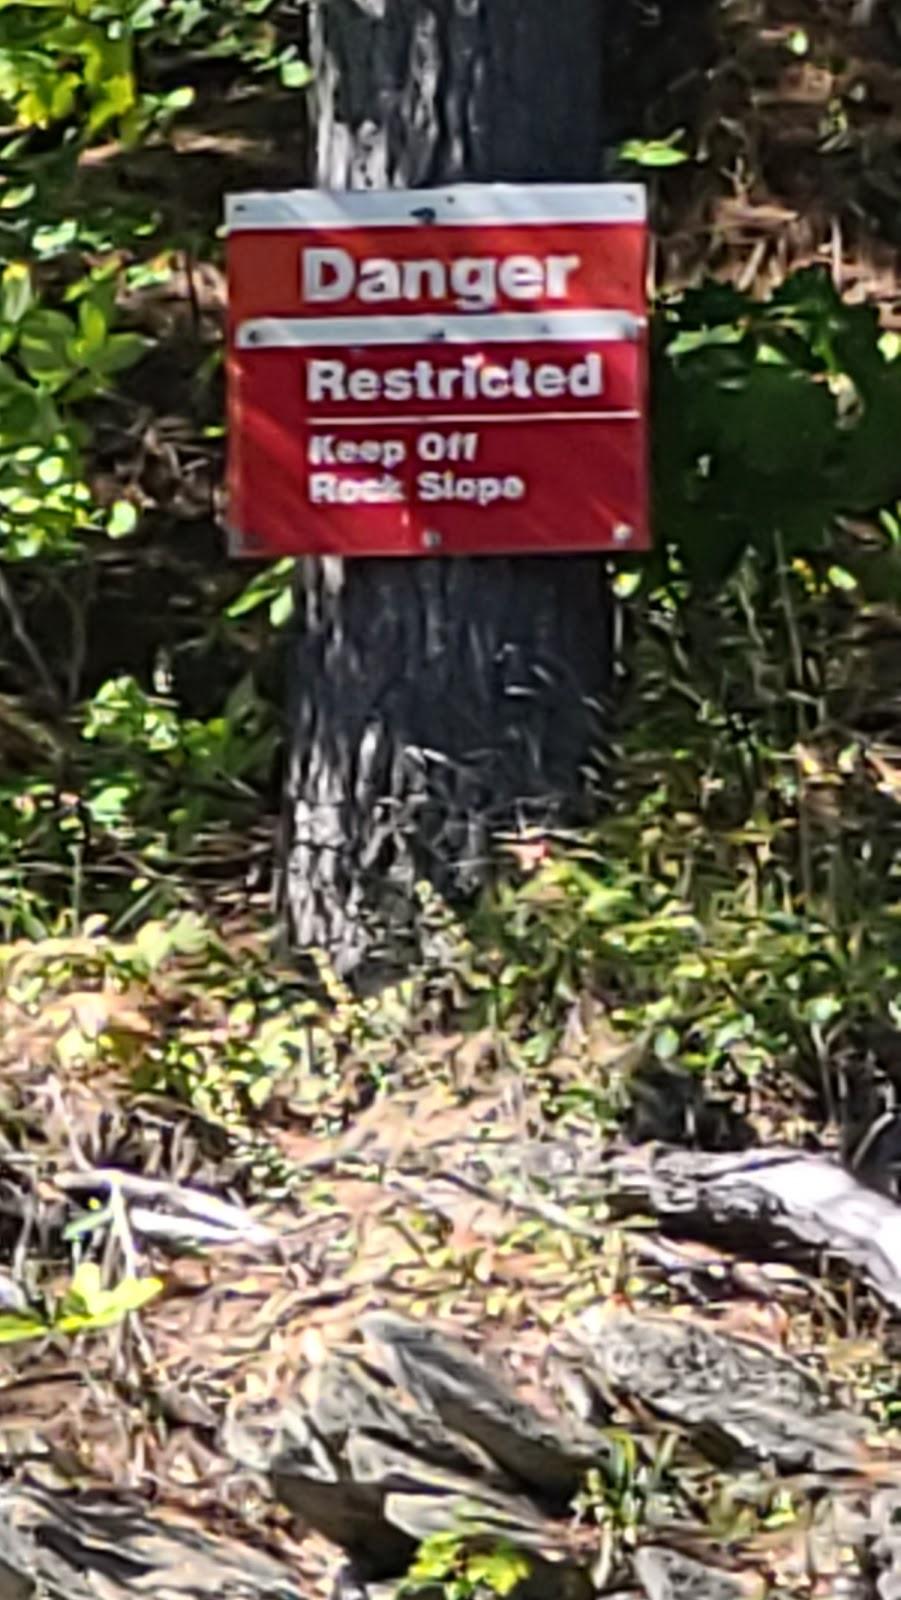 Danger
Restricted
Keep Off
Rock Slope